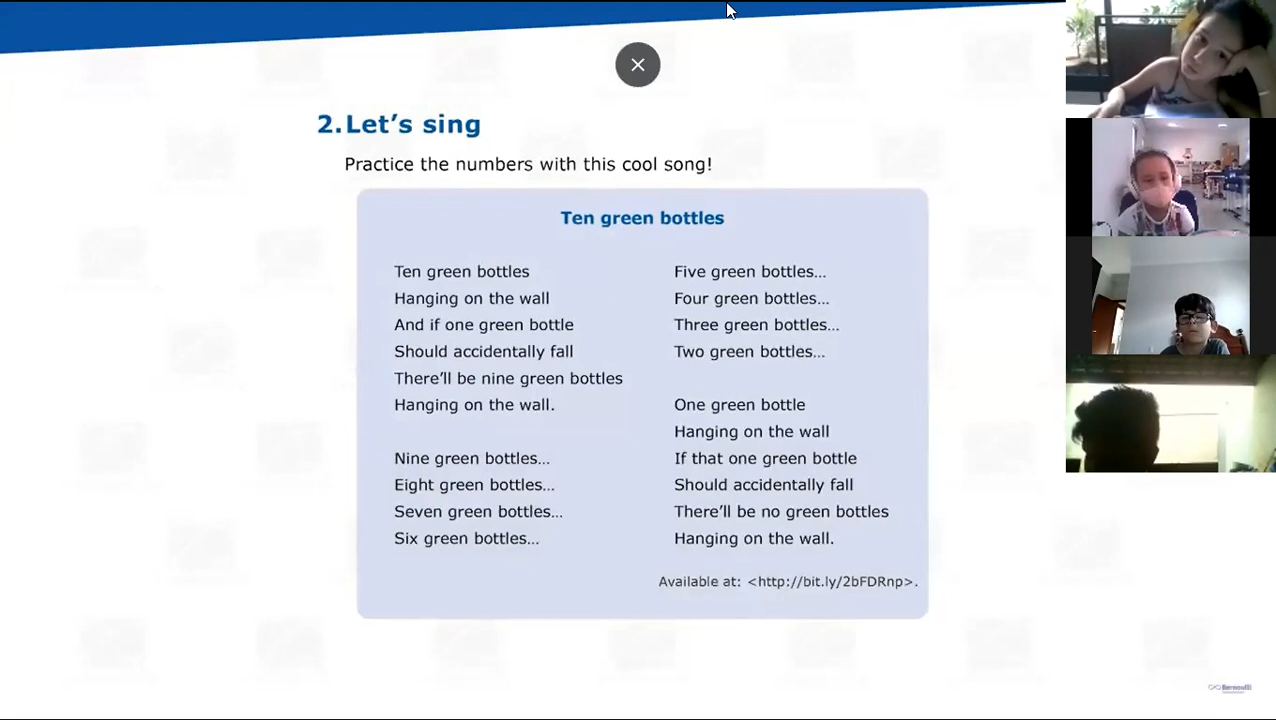 2. Let's sing
Practice the numbers with this cool song!
Ten green bottles
Ten green bottles
Hanging on the wall
And if one green bottle
Should accidentally fall
There'll be nine green bottles
Hanging on the wall.
Nine green bottles...
Eight green bottles...
Seven green bottles...
Six green bottles...
Five green bottles...
Four green bottles...
Three green bottles...
Two green bottles...
One green bottle
Hanging on the wall
If that one green bottle
Should accidentally fall
There'll be no green bottles
Hanging on the wall.
Available at: <http://bit.ly/2bFDRnp>.
Bernoulli